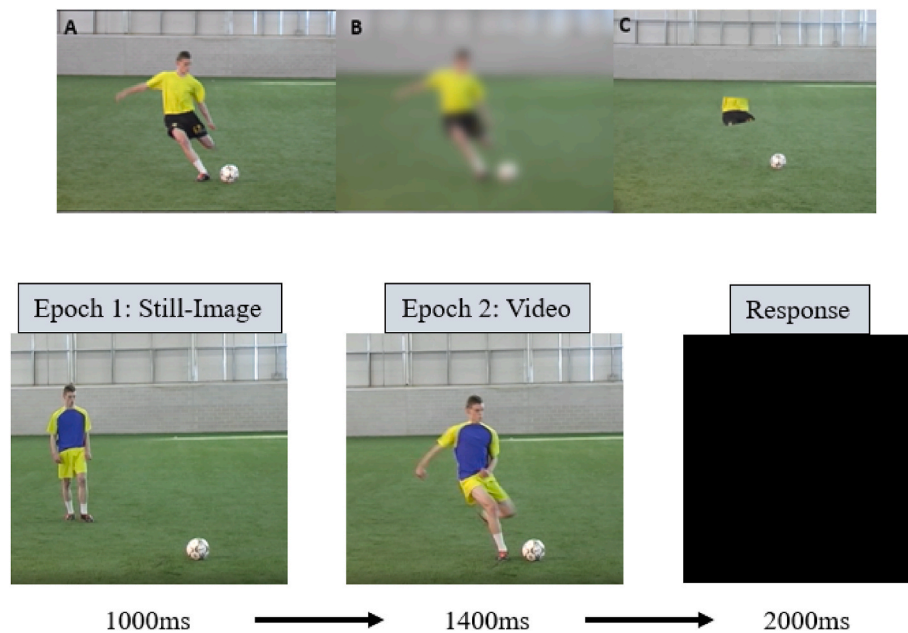 A
B
C
Epoch 1: Still-Image
Epoch 2: Video
Response
1000ms
1400ms
2000ms